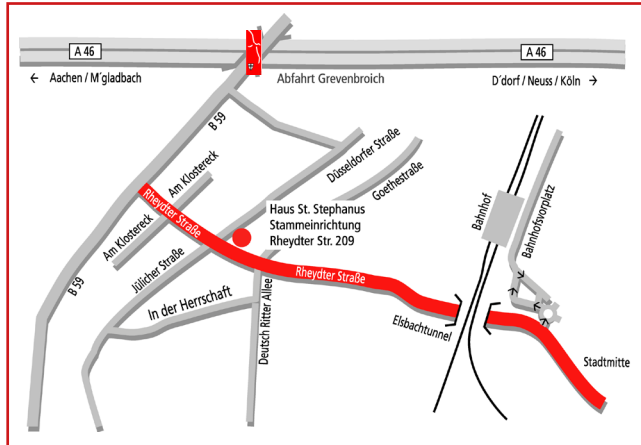 A 46
A 46
← Aachen / M´gladbach
Abfahrt Grevenbroich
D´dorf / Neuss / Köln →
B 59
Düsseldorfer Straße
Goethestraße
Am Klostereck
Am Klostereck
Rheydter Straße
Haus St. Stephanus
Stammeinrichtung
Rheydter Str. 209
Bahnhof
Bahnhofsvorplatz
Jülicher Straße
B 59
Rheydter Straße
In der Herrschaft
Deutsch Ritter Allee
Elsbachtunnel
Stadtmitte